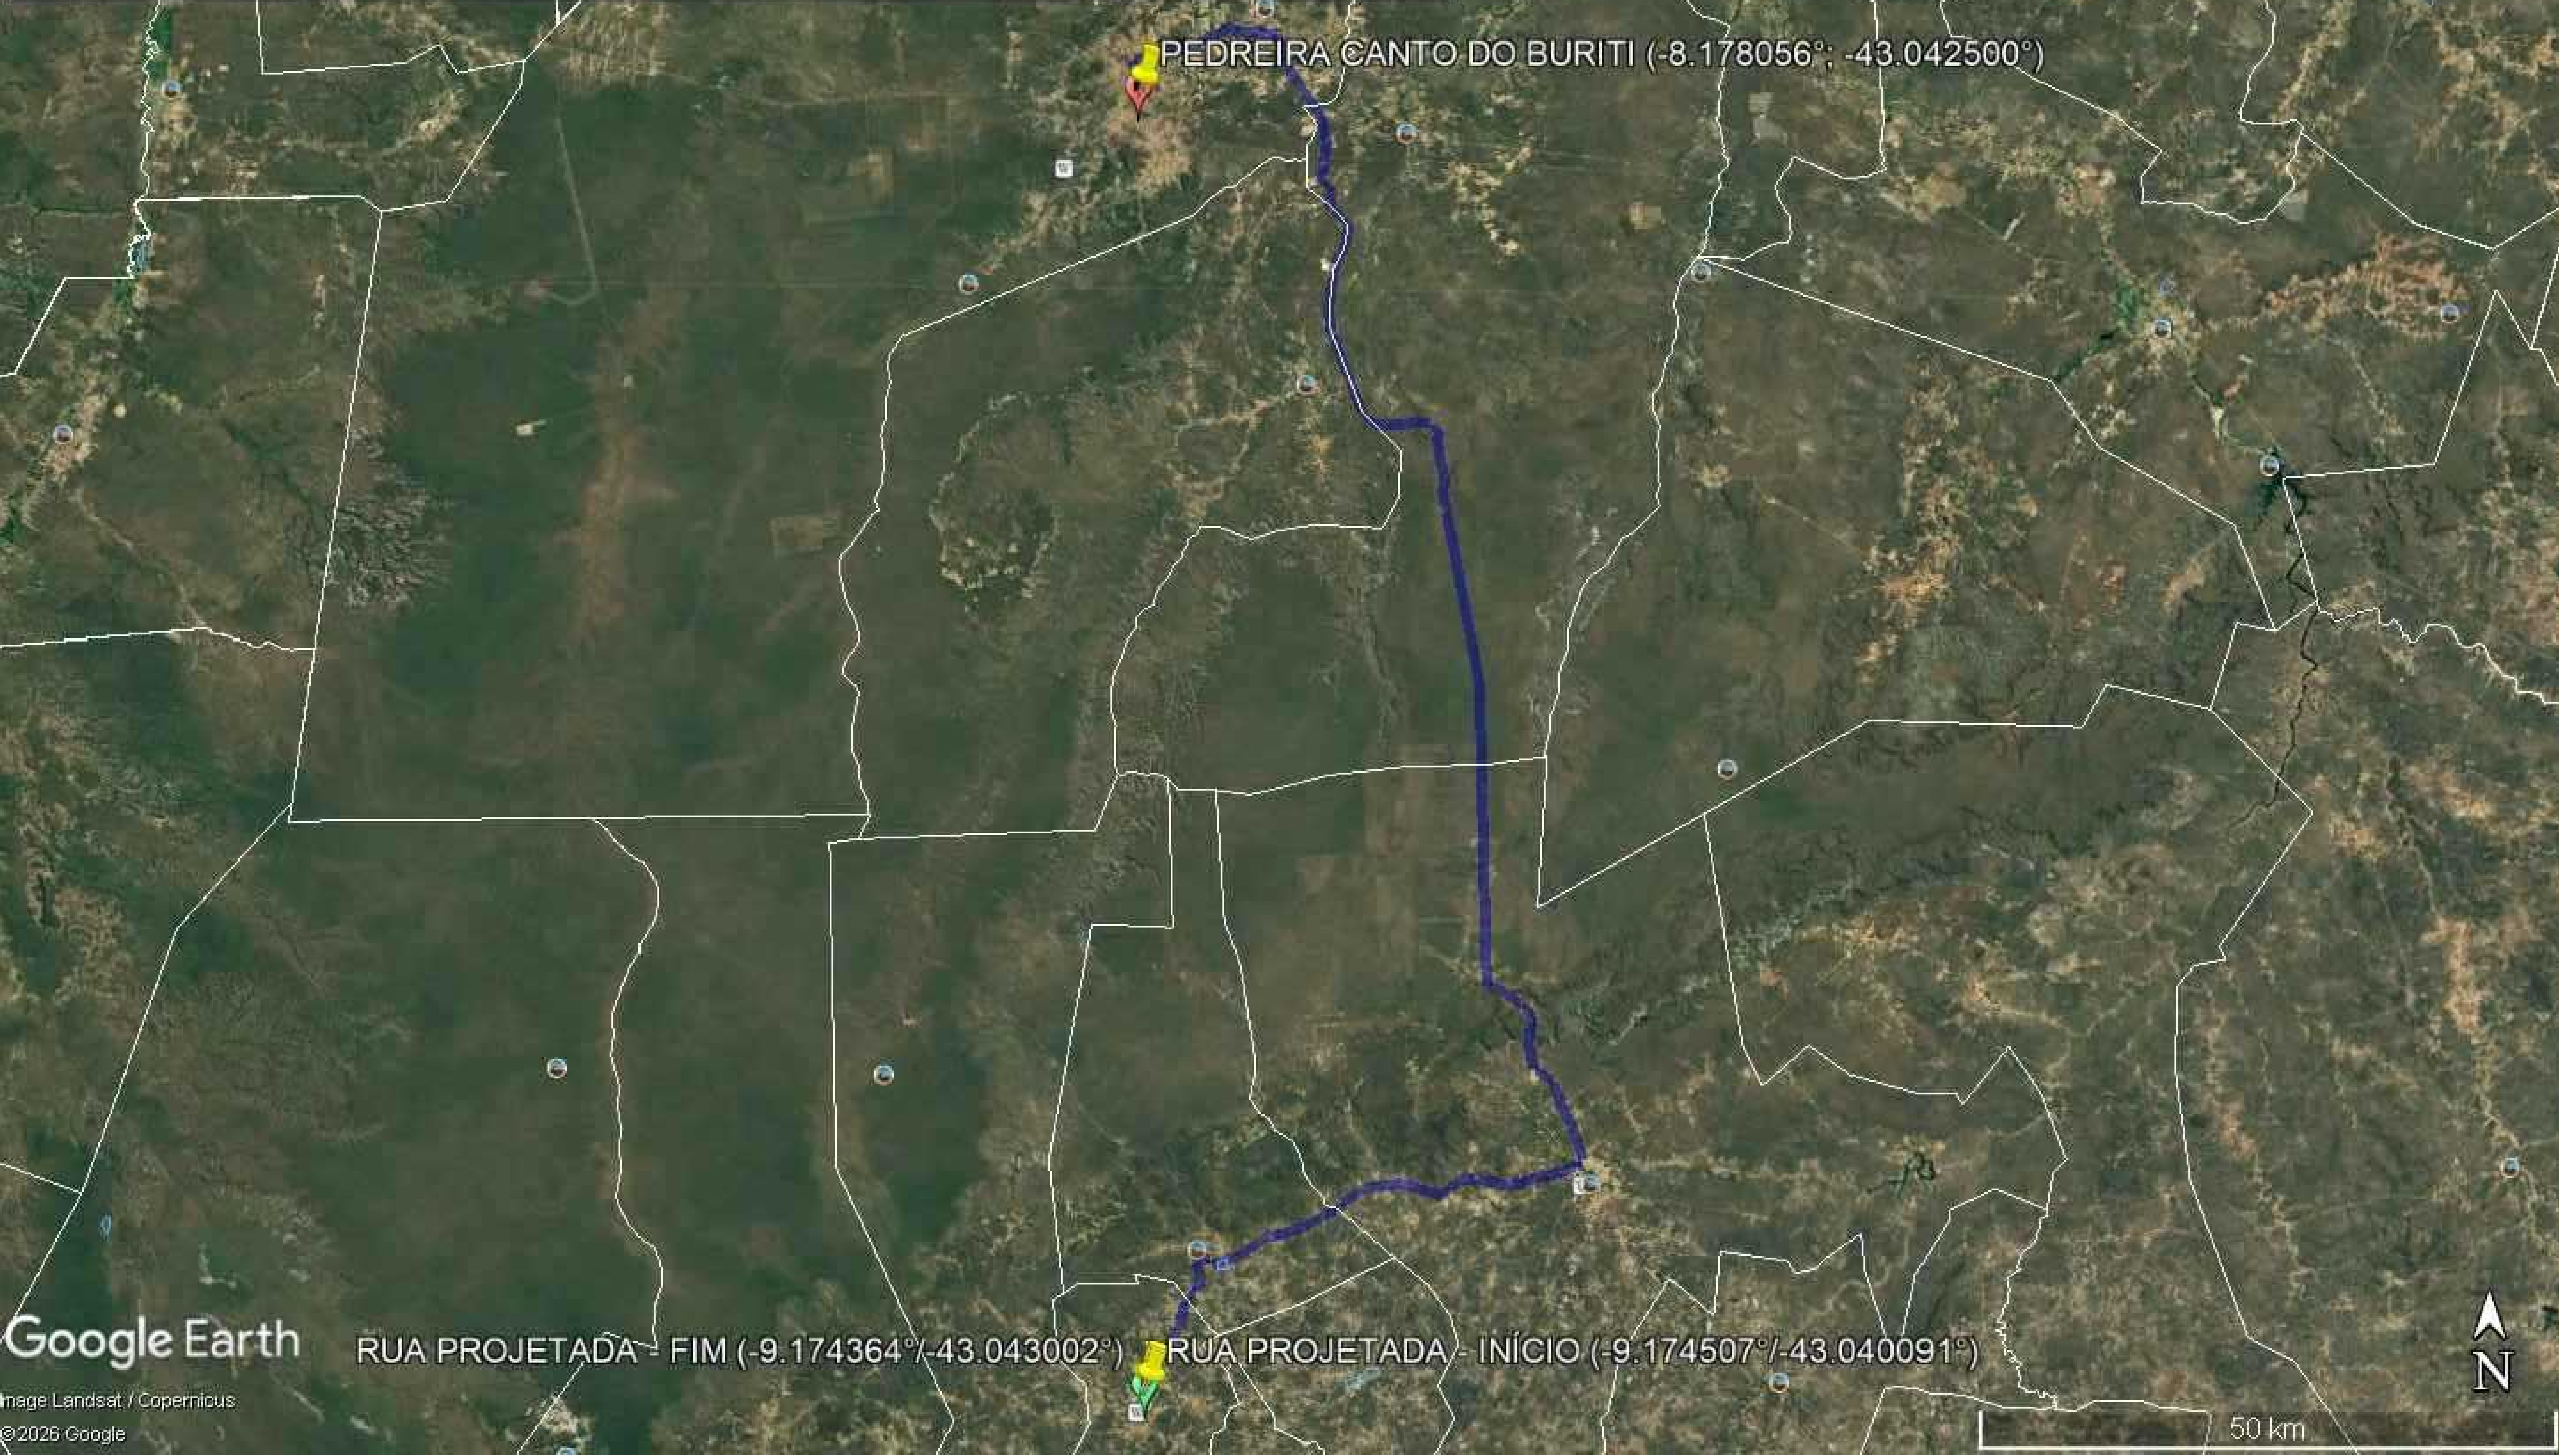 PEDREIRA CANTO DO BURITI (-8.178056°; -43.042500°)
Google Earth
RUA PROJETADA - FIM (-9.174364°/-43.043002°)
RUA PROJETADA - INÍCIO (-9.174507°/-43.040091°)
N
mage Landsat / Copernicus
©2026 Google
50 km